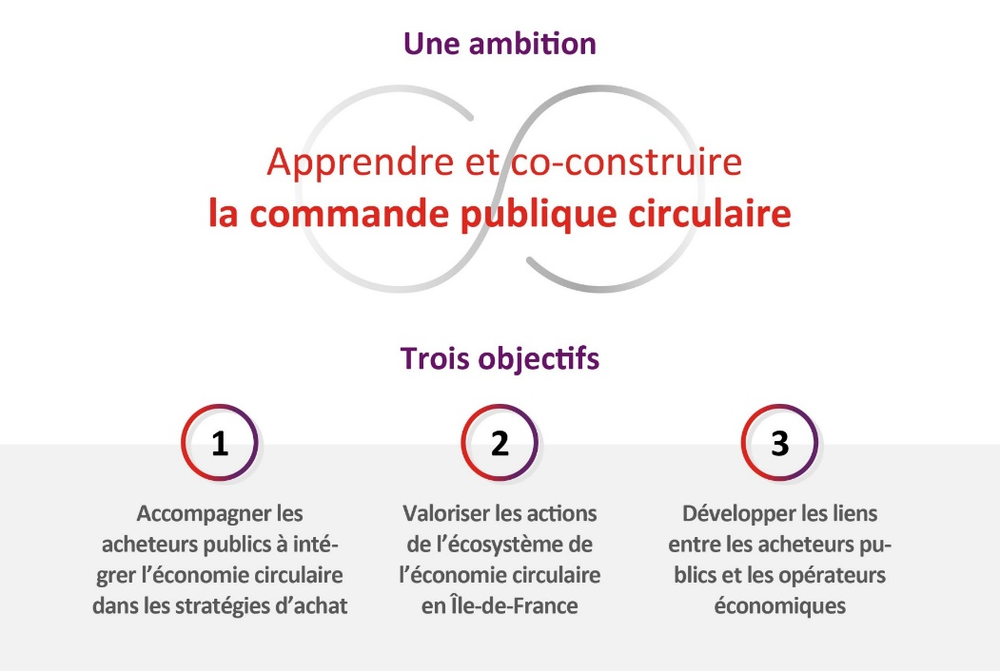 Une ambition
Apprendre et co-construire
la commande publique circulaire
Trois objectifs
1
Accompagner les
acheteurs publics à inté-
grer l'économie circulaire
dans les stratégies d'achat
2
Valoriser les actions
de l'écosystème de
l'économie circulaire
en Île-de-France
3
Développer les liens
entre les acheteurs pu-
blics et les opérateurs
économiques